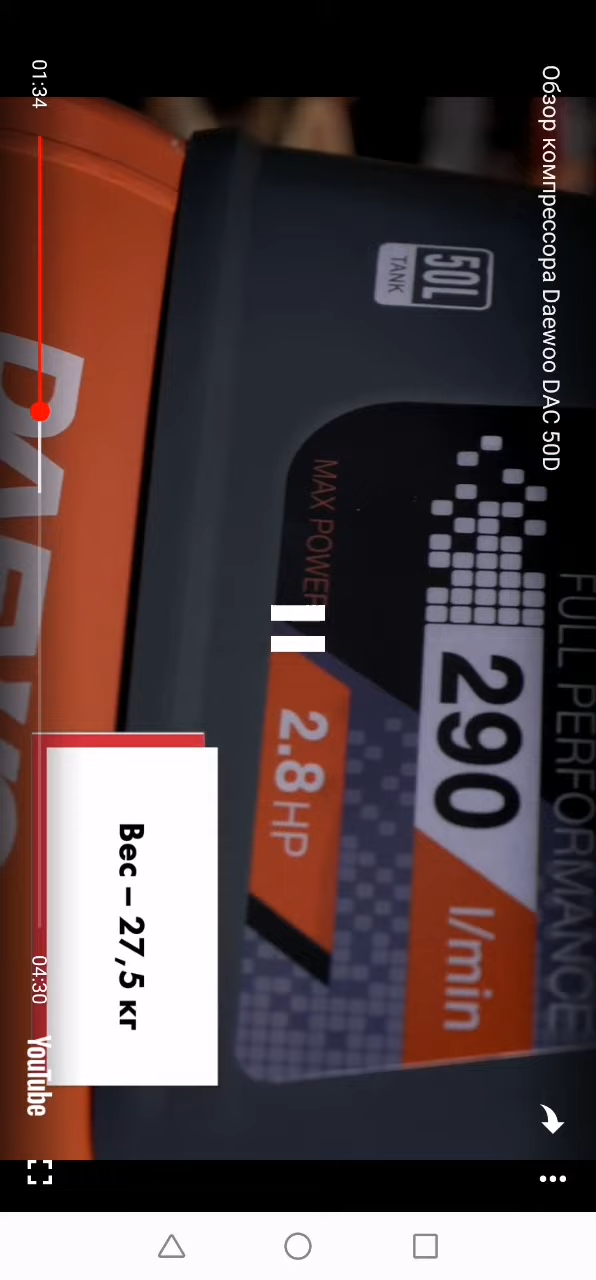 Обзор компрессора Daewoo DAC 50D
FULL PERFORMANCE
50L
TANK
290
l/min
MAX POWER
2.8 HP
Вес – 27,5 кг
DAEWOO
01:34
04:30
YouTube